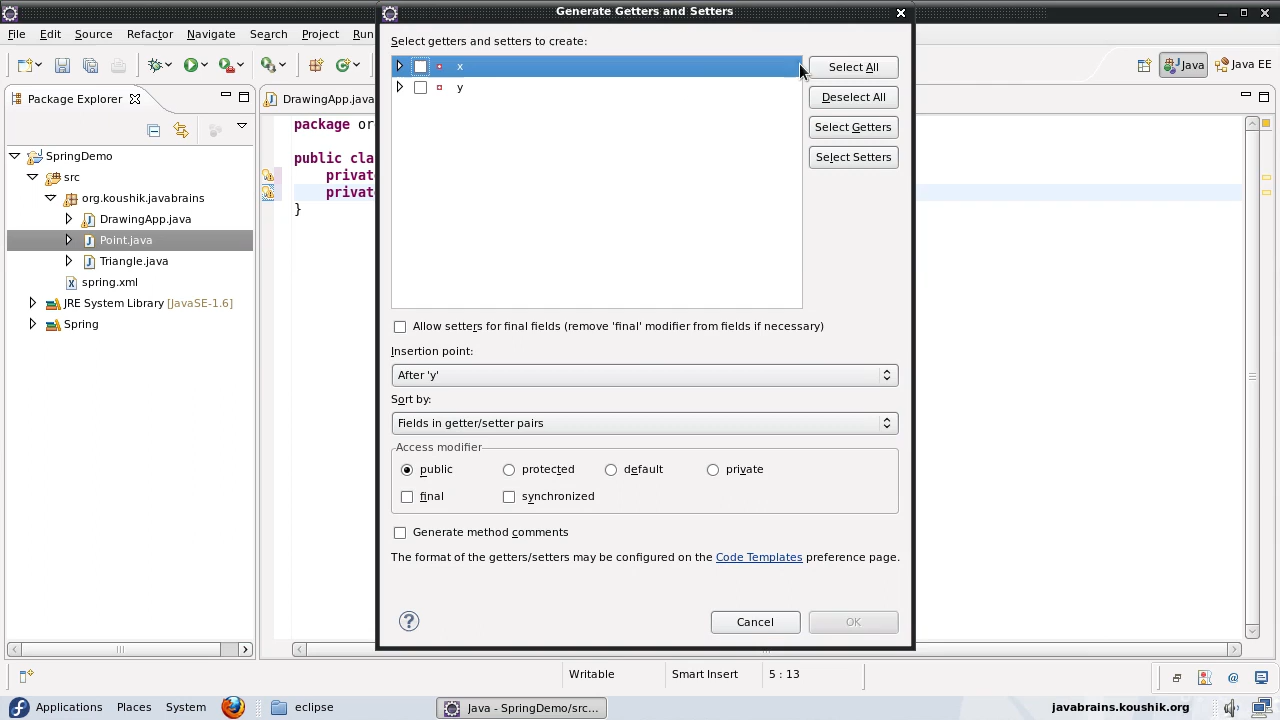 Generate Getters and Setters
File Edit Source Refactor Navigate Search Project Run
Select getters and setters to create:
x
y
Select All
Deselect All
Select Getters
Select Setters
Java
Java EE
Package Explorer
DrawingApp.java
SpringDemo
src
org.koushik.javabrains
DrawingApp.java
Point.java
Triangle.java
spring.xml
JRE System Library [JavaSE-1.6]
Spring
package or
public cla
privat
privat
}
Allow setters for final fields (remove 'final' modifier from fields if necessary)
Insertion point:
After 'y'
Sort by:
Fields in getter/setter pairs
Access modifier
public protected default private
final synchronized
Generate method comments
The format of the getters/setters may be configured on the Code Templates preference page.
Cancel OK
Writable Smart Insert 5 : 13
Applications Places System eclipse Java - SpringDemo/src... javabrains.koushik.org